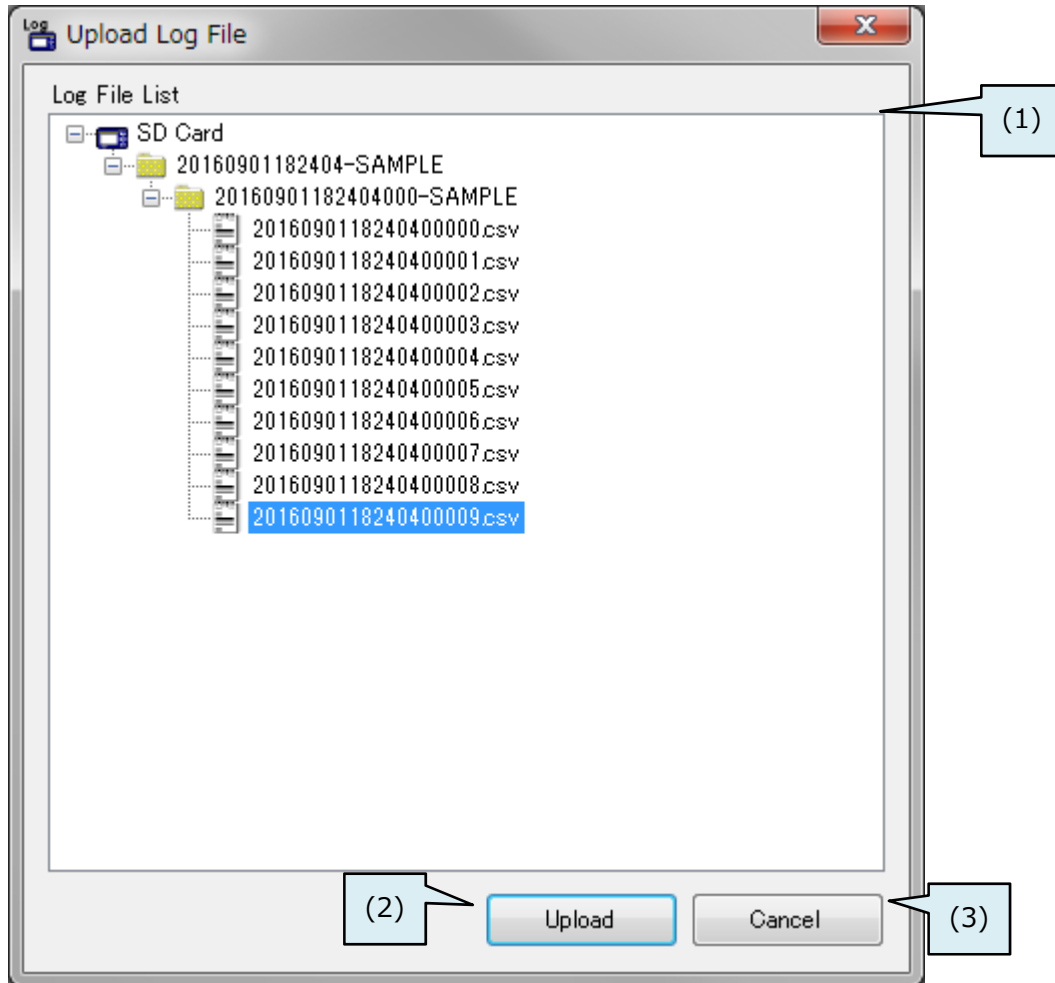 Log
Upload Log File
x
Log File List
(1)
SD Card
20160901182404-SAMPLE
20160901182404000-SAMPLE
2016090118240400000.csv
2016090118240400001.csv
2016090118240400002.csv
2016090118240400003.csv
2016090118240400004.csv
2016090118240400005.csv
2016090118240400006.csv
2016090118240400007.csv
2016090118240400008.csv
2016090118240400009.csv
(2)
Upload
Cancel
(3)